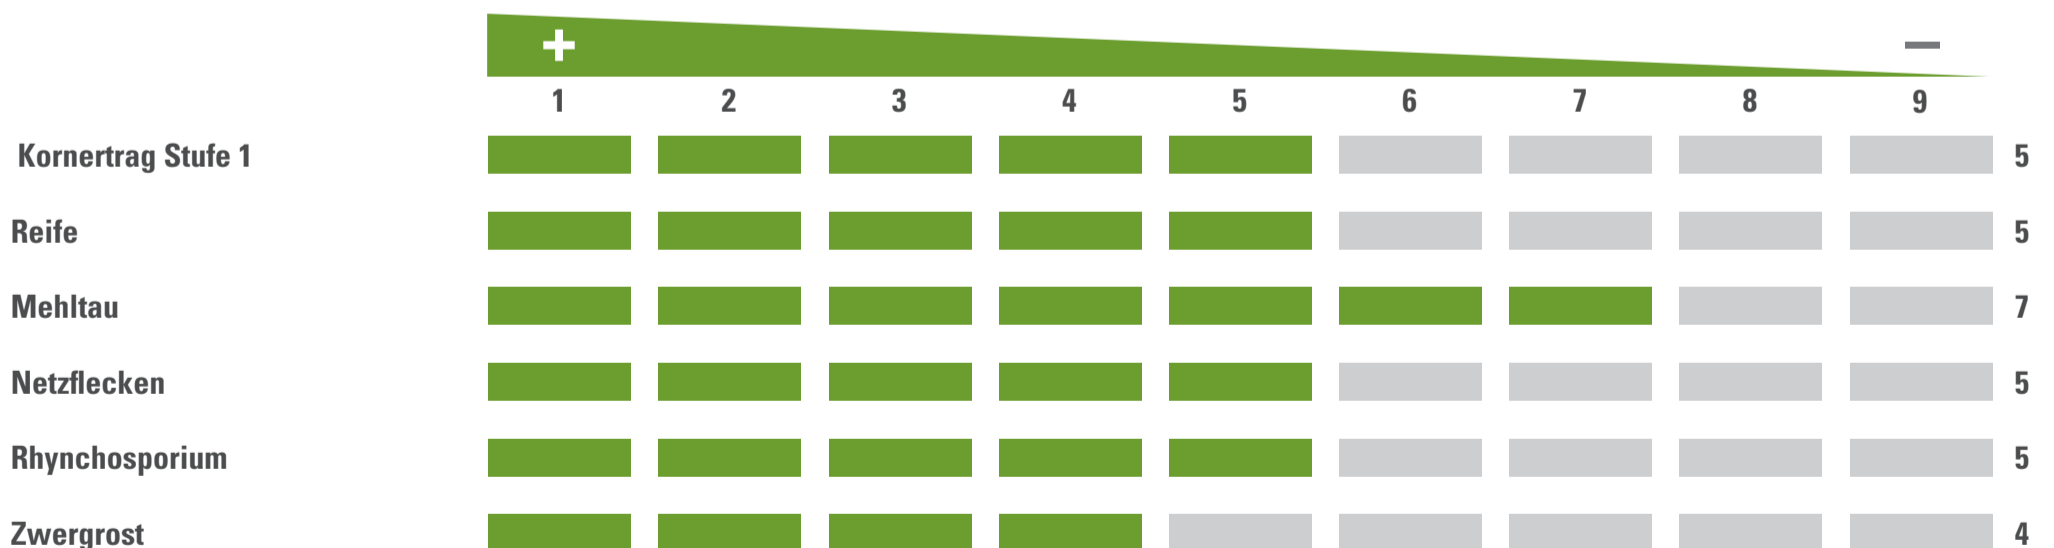 + –
1 2 3 4 5 6 7 8 9
Kornertrag Stufe 1 5
Reife 5
Mehltau 7
Netzflecken 5
Rhynchosporium 5
Zwergrost 4